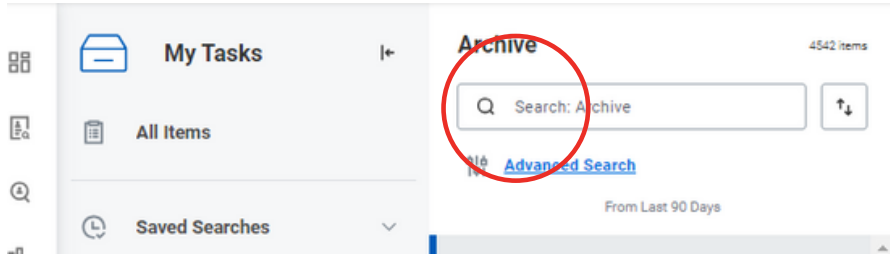 My Tasks
All Items
Saved Searches
Archive
4542 items
Search: Archive
Advanced Search
From Last 90 Days